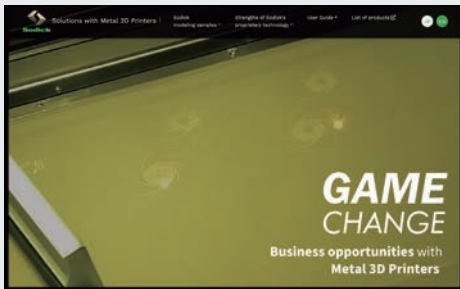 Sodick
Solutions with Metal 3D Printers
Sodick
modeling samples
Strengths of Sodick's
proprietary technology
User Guide
List of products
GAME
CHANGE
Business opportunities with
Metal 3D Printers